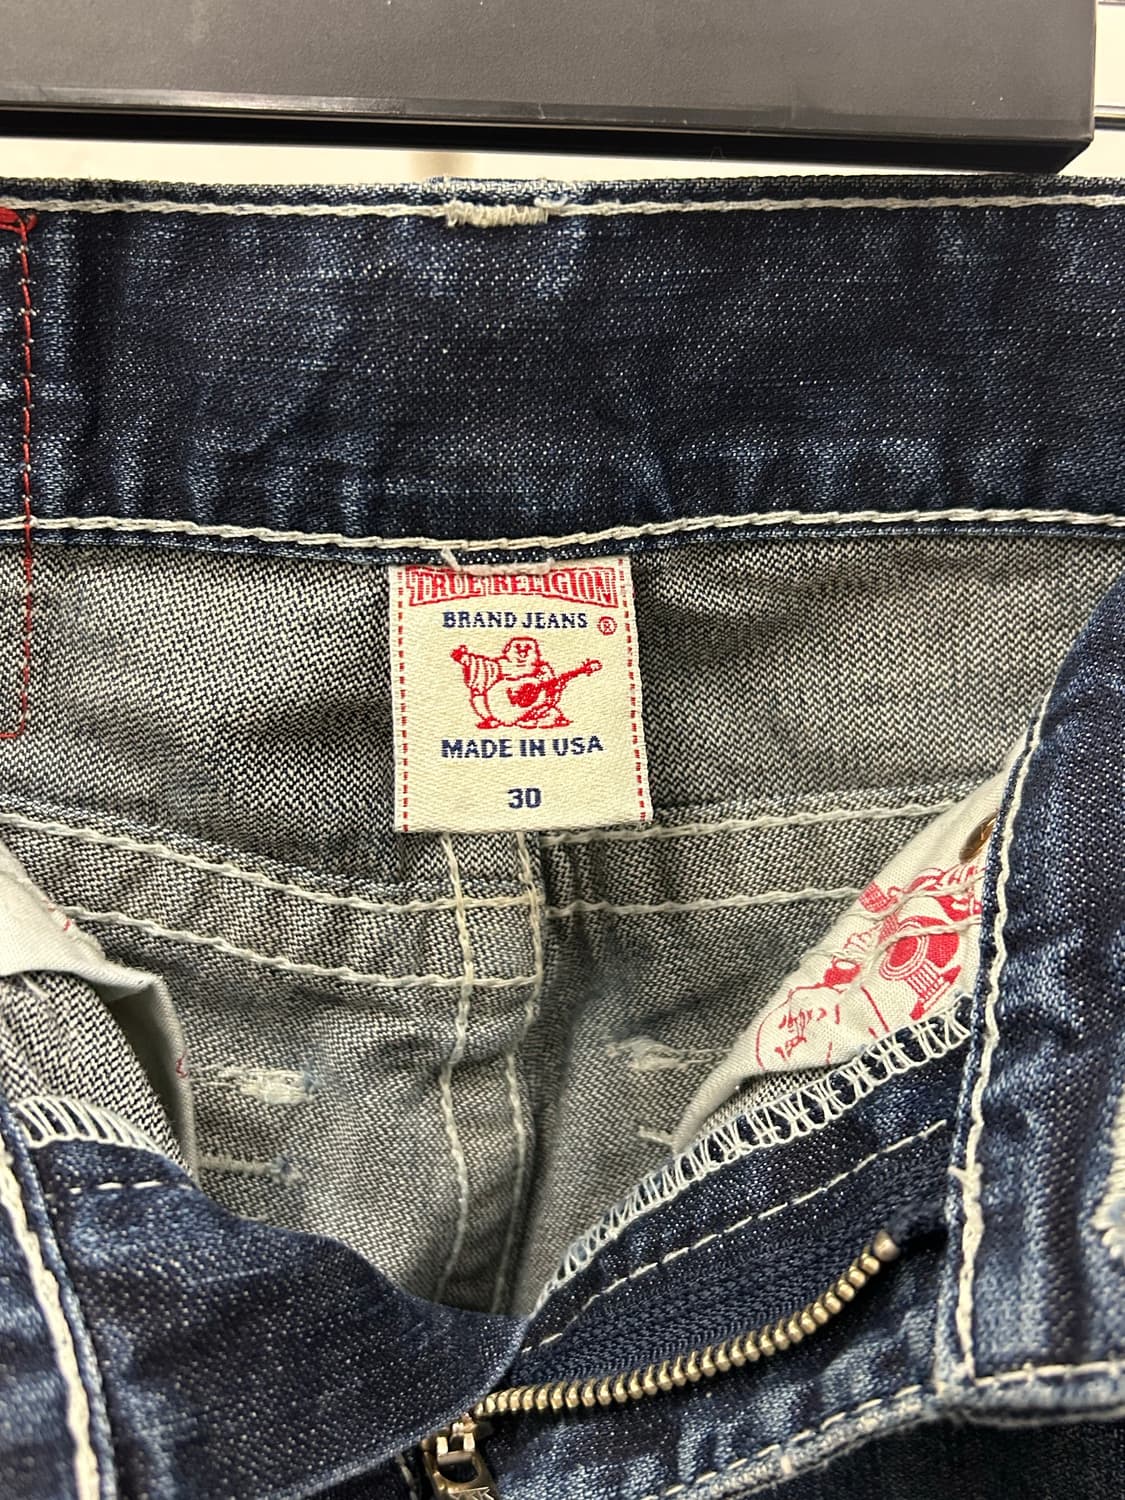 TRUE RELIGION
BRAND JEANS ®
MADE IN USA
30